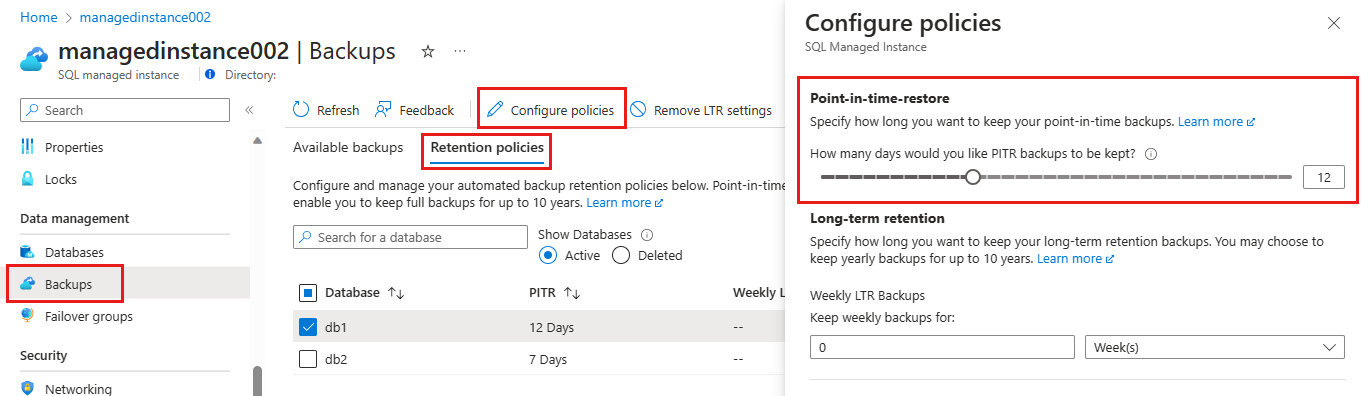 Home > managedinstance002
managedinstance002 | Backups
SQL managed instance
Directory:
Search
Properties
Locks
Data management
Databases
Backups
Failover groups
Security
Networking
Refresh
Feedback
Configure policies
Remove LTR settings
Available backups
Retention policies
Configure and manage your automated backup retention policies below. Point-in-time
enable you to keep full backups for up to 10 years. Learn more
Search for a database
Show Databases
Active
Deleted
Database PITR Weekly L
db1 12 Days --
db2 7 Days --
Configure policies
SQL Managed Instance
Point-in-time-restore
Specify how long you want to keep your point-in-time backups. Learn more
How many days would you like PITR backups to be kept?
12
Long-term retention
Specify how long you want to keep your long-term retention backups. You may choose to
keep yearly backups for up to 10 years. Learn more
Weekly LTR Backups
Keep weekly backups for:
0
Week(s)